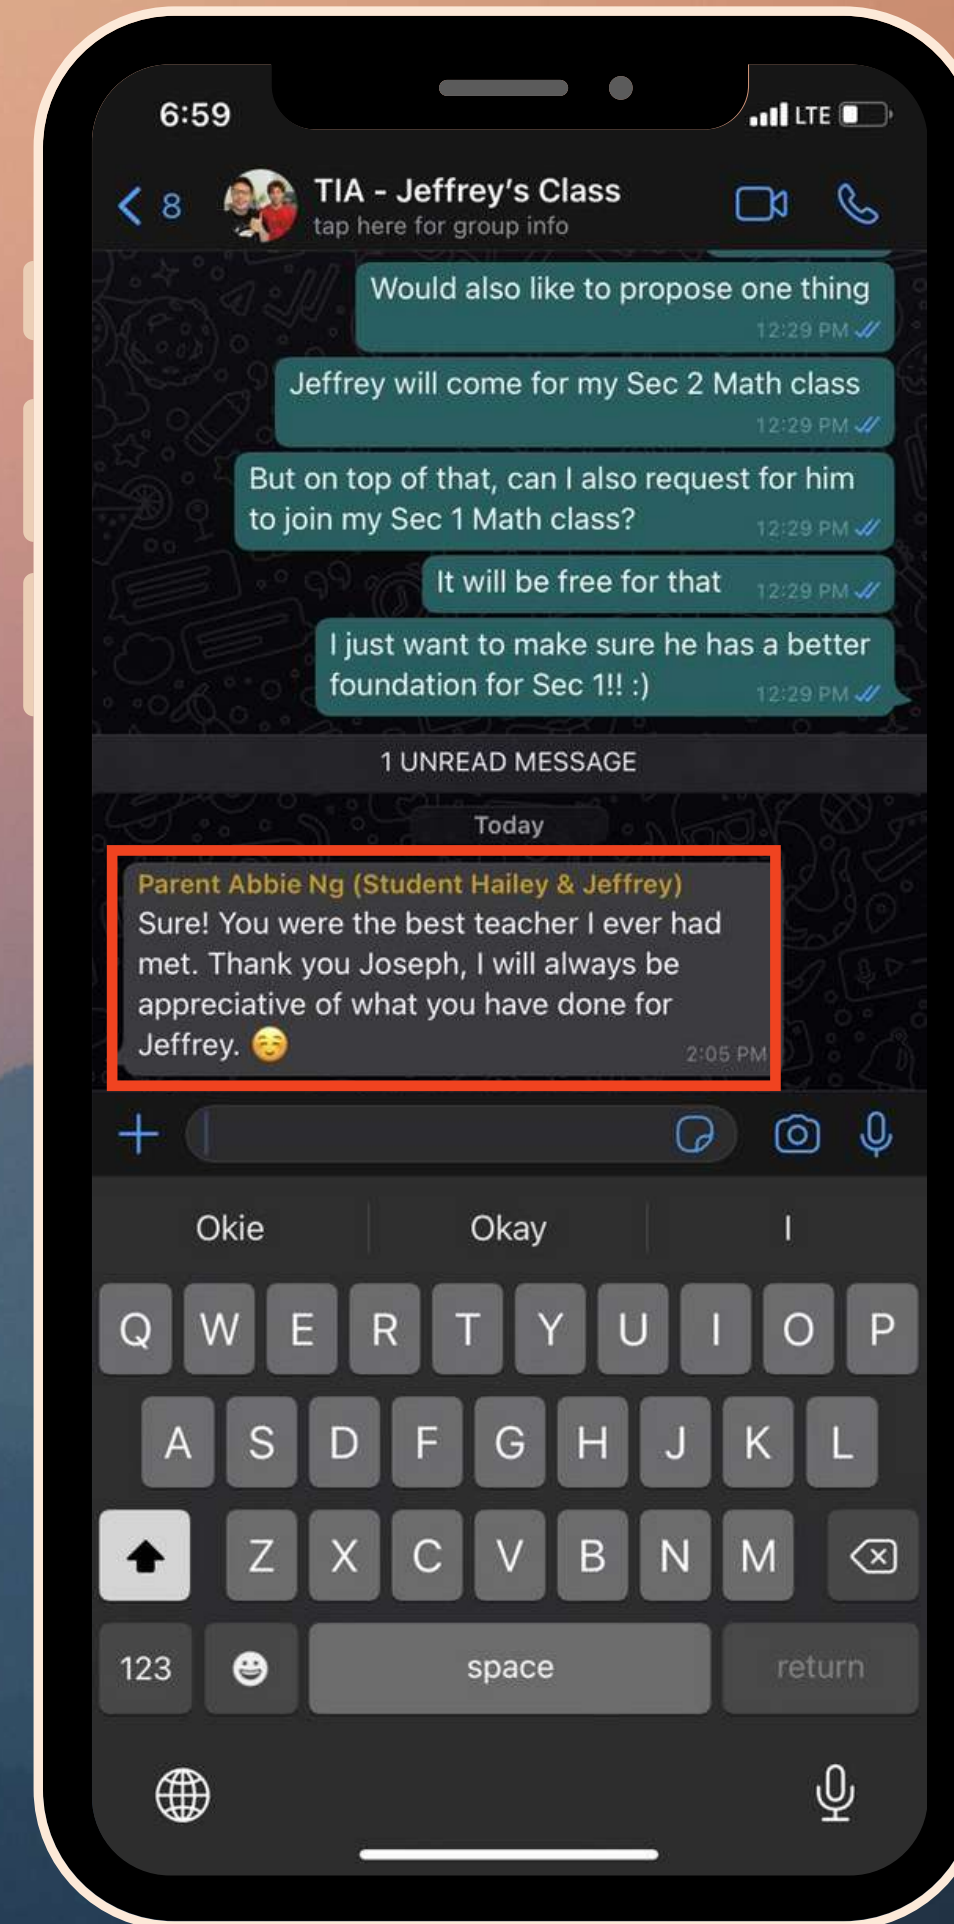 6:59
LTE
8
TIA - Jeffrey's Class
tap here for group info
Would also like to propose one thing
12:29 PM
Jeffrey will come for my Sec 2 Math class
12:29 PM
But on top of that, can I also request for him
to join my Sec 1 Math class?
12:29 PM
It will be free for that
12:29 PM
I just want to make sure he has a better
foundation for Sec 1!! :)
12:29 PM
1 UNREAD MESSAGE
Today
Parent Abbie Ng (Student Hailey & Jeffrey)
Sure! You were the best teacher I ever had
met. Thank you Joseph, I will always be
appreciative of what you have done for
Jeffrey. ☺️
2:05 PM
Okie Okay I
Q W E R T Y U I O P
A S D F G H J K L
Z X C V B N M
123 space return